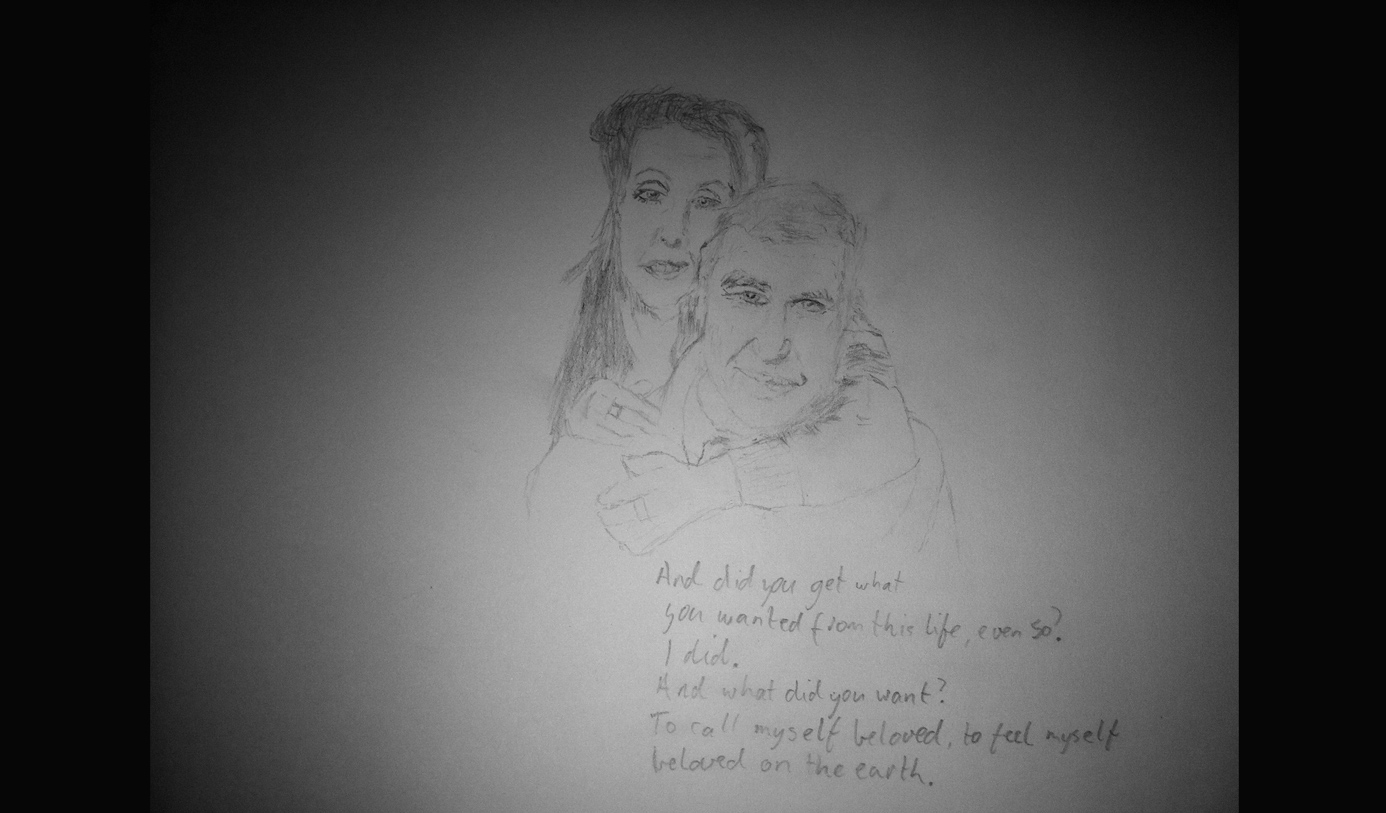 And did you get what
you wanted from this life, even so?
I did.
And what did you want?
To call myself beloved, to feel myself
beloved on the earth.